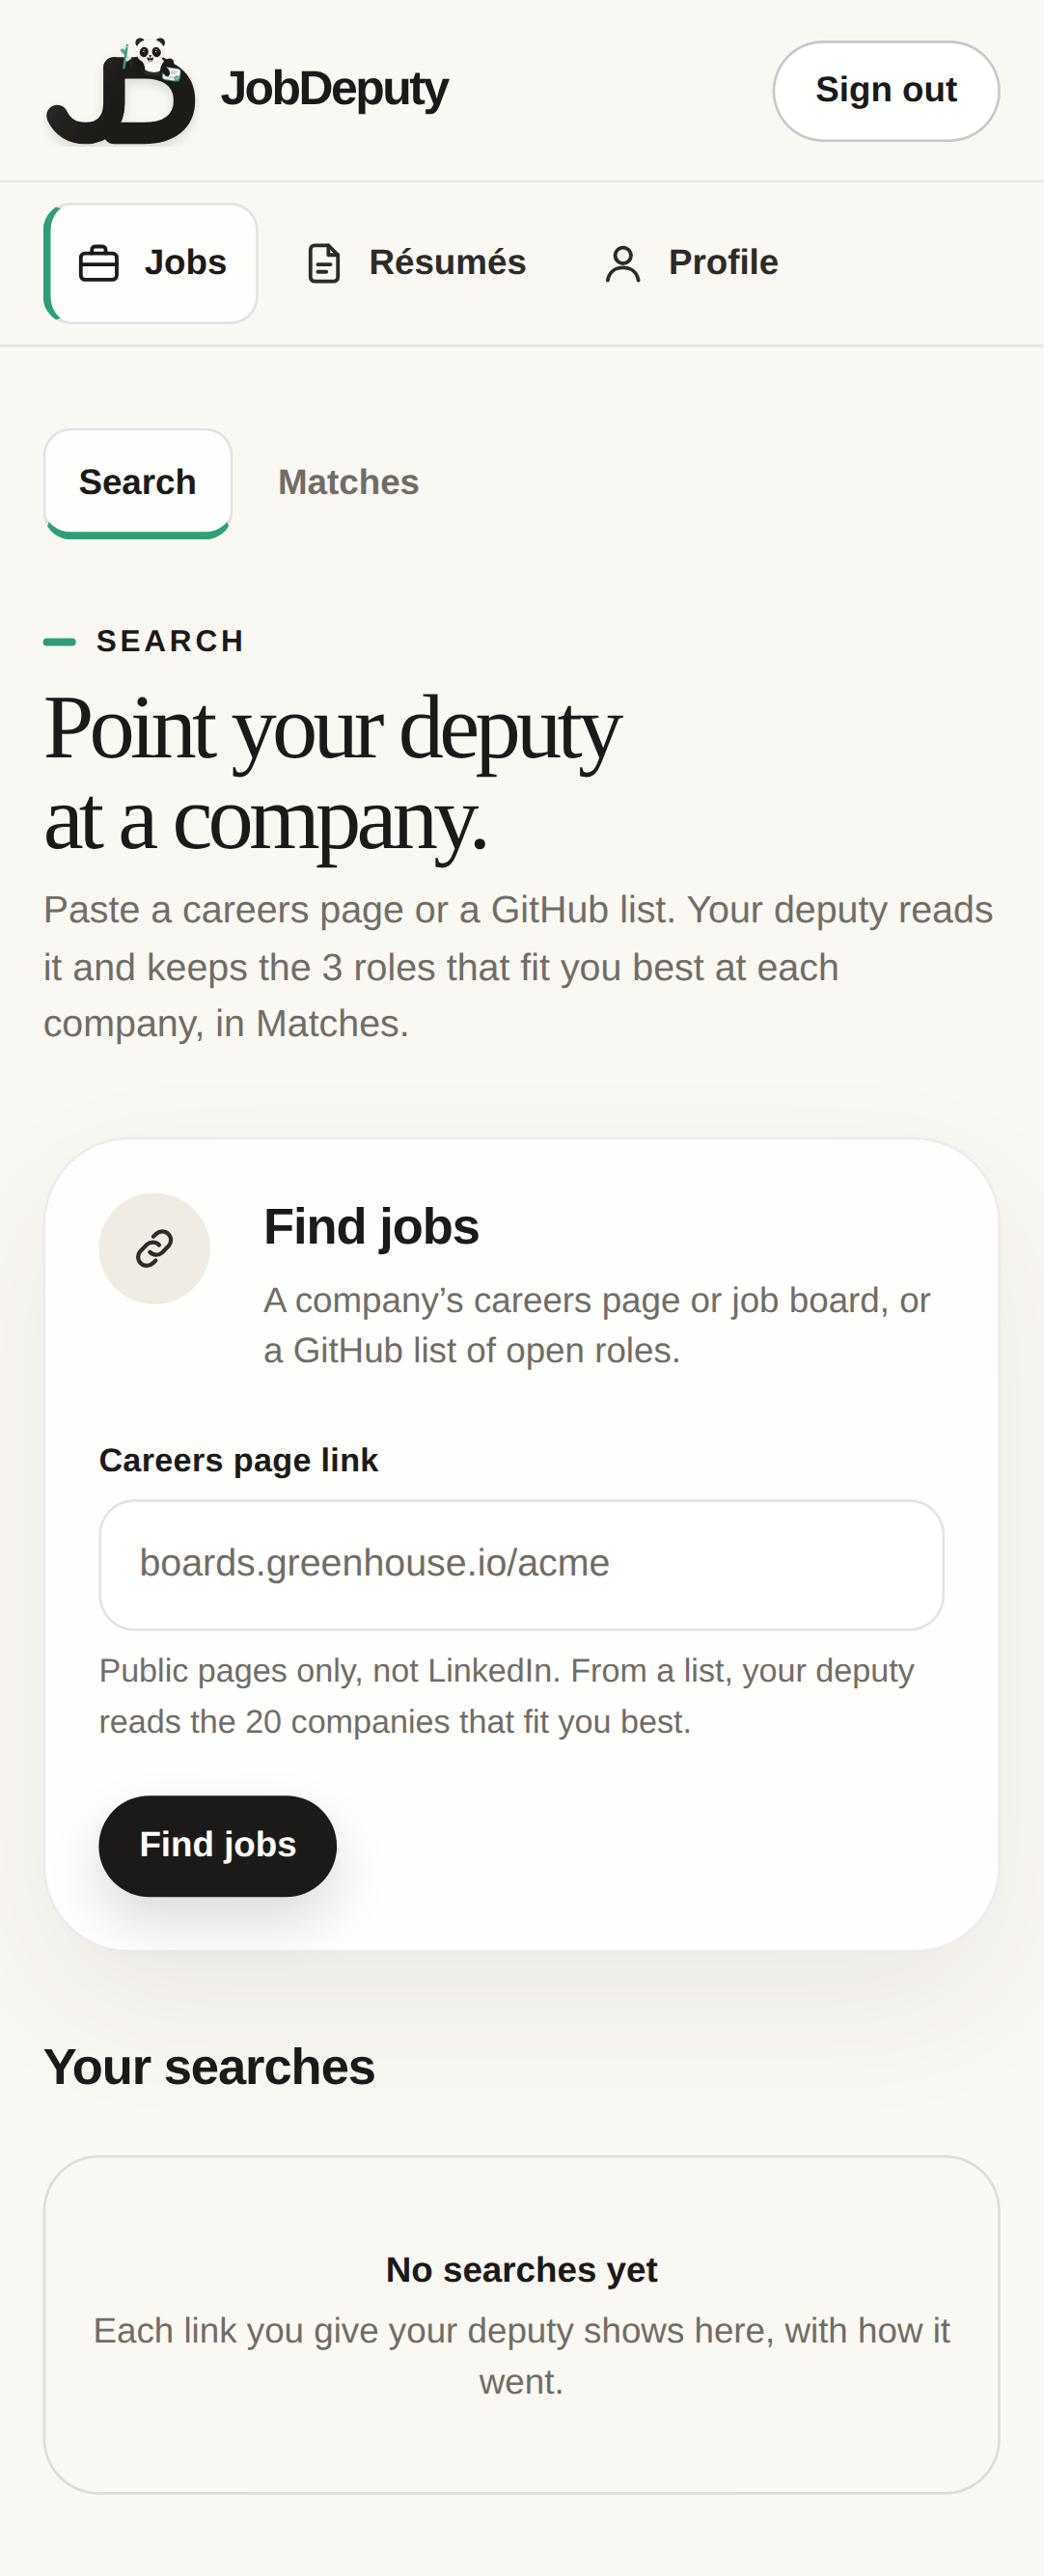 JD
JobDeputy
Sign out
Jobs
Résumés
Profile
Search
Matches
SEARCH
Point your deputy
at a company.
Paste a careers page or a GitHub list. Your deputy reads
it and keeps the 3 roles that fit you best at each
company, in Matches.
Find jobs
A company’s careers page or job board, or
a GitHub list of open roles.
Careers page link
boards.greenhouse.io/acme
Public pages only, not LinkedIn. From a list, your deputy
reads the 20 companies that fit you best.
Find jobs
Your searches
No searches yet
Each link you give your deputy shows here, with how it
went.